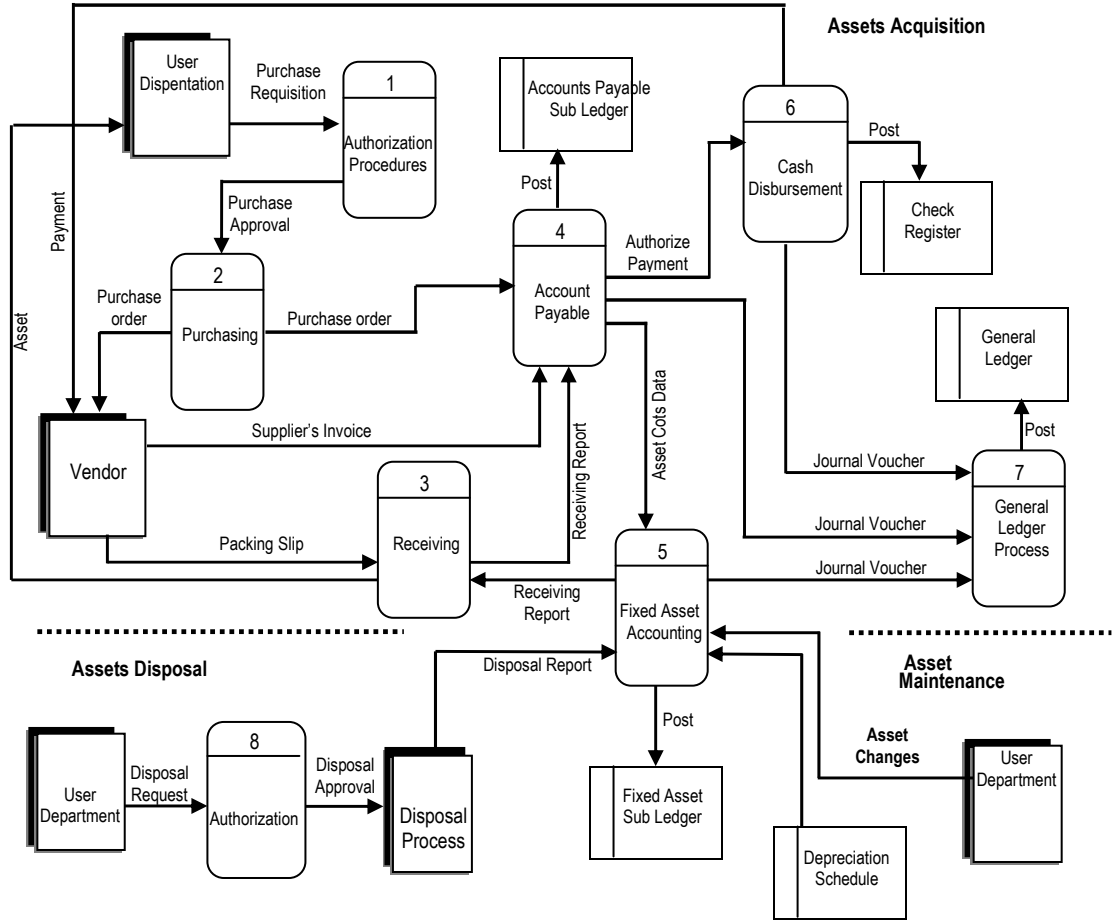 Assets Acquisition
User
Dispentation
Purchase
Requisition
1
Authorization
Procedures
Accounts Payable
Sub Ledger
6
Cash
Disbursement
Post
Check
Register
Payment
Asset
Purchase
Approval
Post
2
Purchasing
Purchase
order
Purchase order
4
Account
Payable
Authorize
Payment
General
Ledger
Post
Vendor
Supplier's Invoice
Receiving Report
Asset Cots Data
Journal Voucher
7
General
Ledger
Process
3
Receiving
Packing Slip
Journal Voucher
5
Fixed Asset
Accounting
Receiving
Report
Journal Voucher
Assets Disposal
Disposal Report
Asset
Maintenance
Post
Asset
Changes
User
Department
Disposal
Request
8
Authorization
Disposal
Approval
Disposal
Process
Fixed Asset
Sub Ledger
Depreciation
Schedule
User
Department